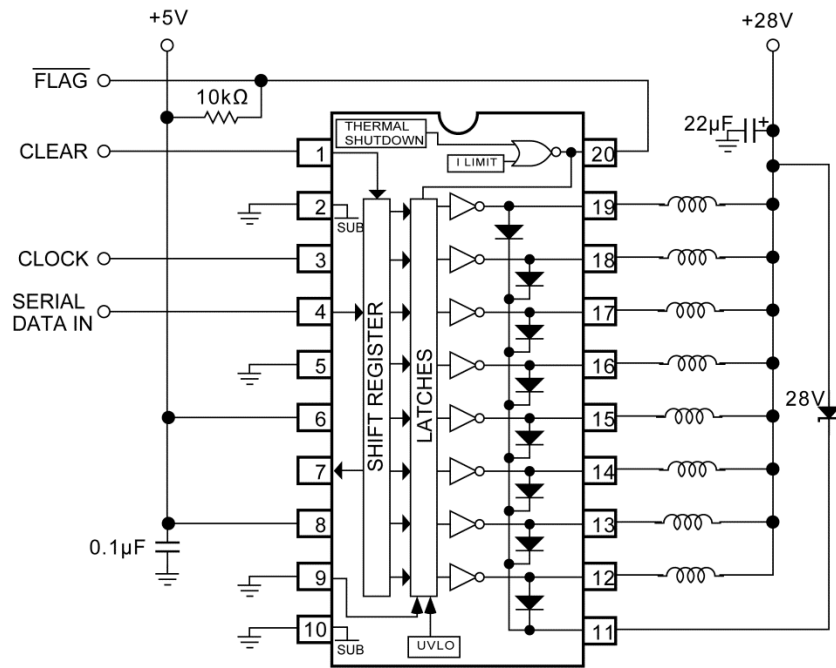 +5V
+28V
FLAG
10kΩ
22µF
+
THERMAL
SHUTDOWN
I LIMIT
CLEAR
1
20
2
SUB
19
CLOCK
3
18
SERIAL
DATA IN
4
17
SHIFT REGISTER
LATCHES
5
16
28V
6
15
7
14
0.1µF
8
13
9
12
10
SUB
UVLO
11